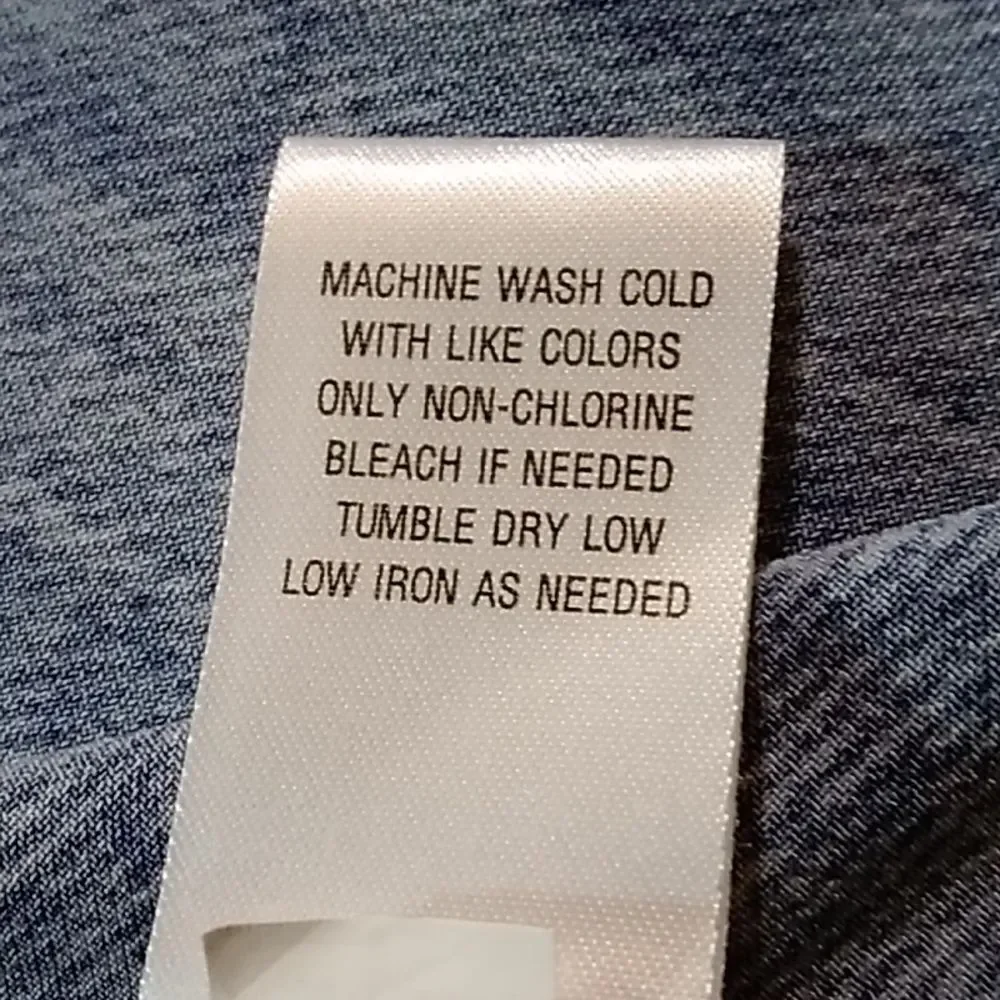 MACHINE WASH COLD
WITH LIKE COLORS
ONLY NON-CHLORINE
BLEACH IF NEEDED
TUMBLE DRY LOW
LOW IRON AS NEEDED